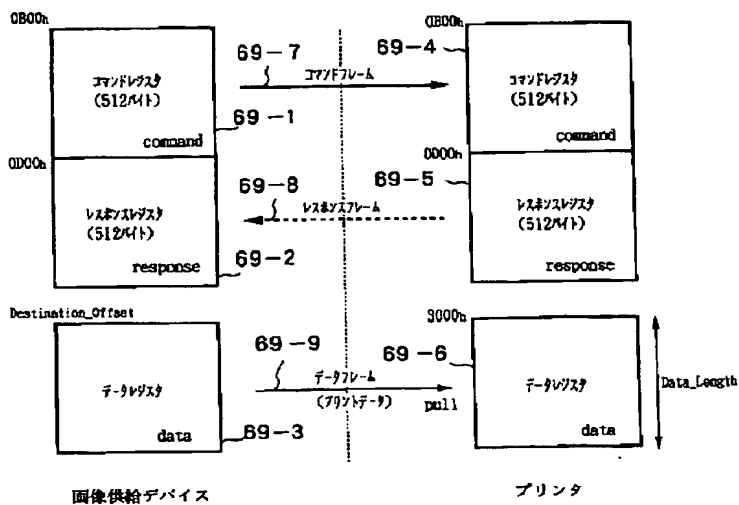 0B00h
コマンドレジスタ
(512バイト)
command
69-1
69-7
コマンドフレーム
0B00h
69-4
コマンドレジスタ
(512バイト)
command
0D00h
レスポンスレジスタ
(512バイト)
response
69-2
69-8
レスポンスフレーム
0D00h
69-5
レスポンスレジスタ
(512バイト)
response
Destination_Offset
データレジスタ
data
69-3
69-9
データフレーム
(プリントデータ)
pull
69-6
データレジスタ
data
Data_Length
画像供給デバイス
プリンタ